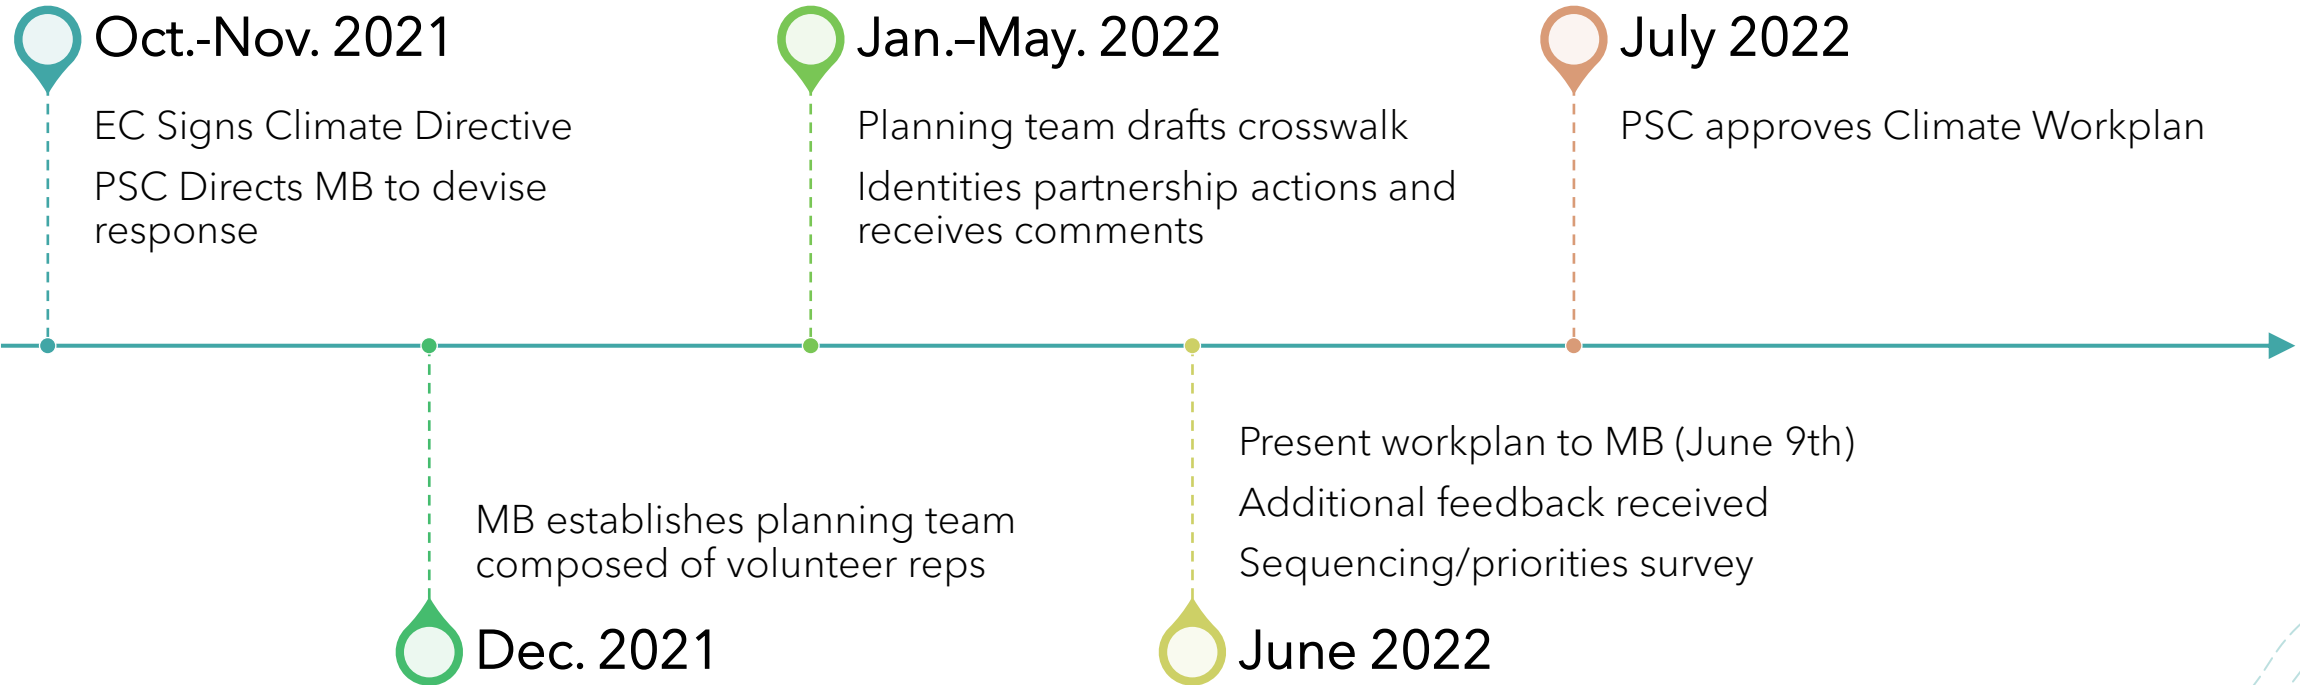 Oct.-Nov. 2021
EC Signs Climate Directive
PSC Directs MB to devise
response
MB establishes planning team
composed of volunteer reps
Dec. 2021
Jan.–May. 2022
Planning team drafts crosswalk
Identities partnership actions and
receives comments
Present workplan to MB (June 9th)
Additional feedback received
Sequencing/priorities survey
June 2022
July 2022
PSC approves Climate Workplan